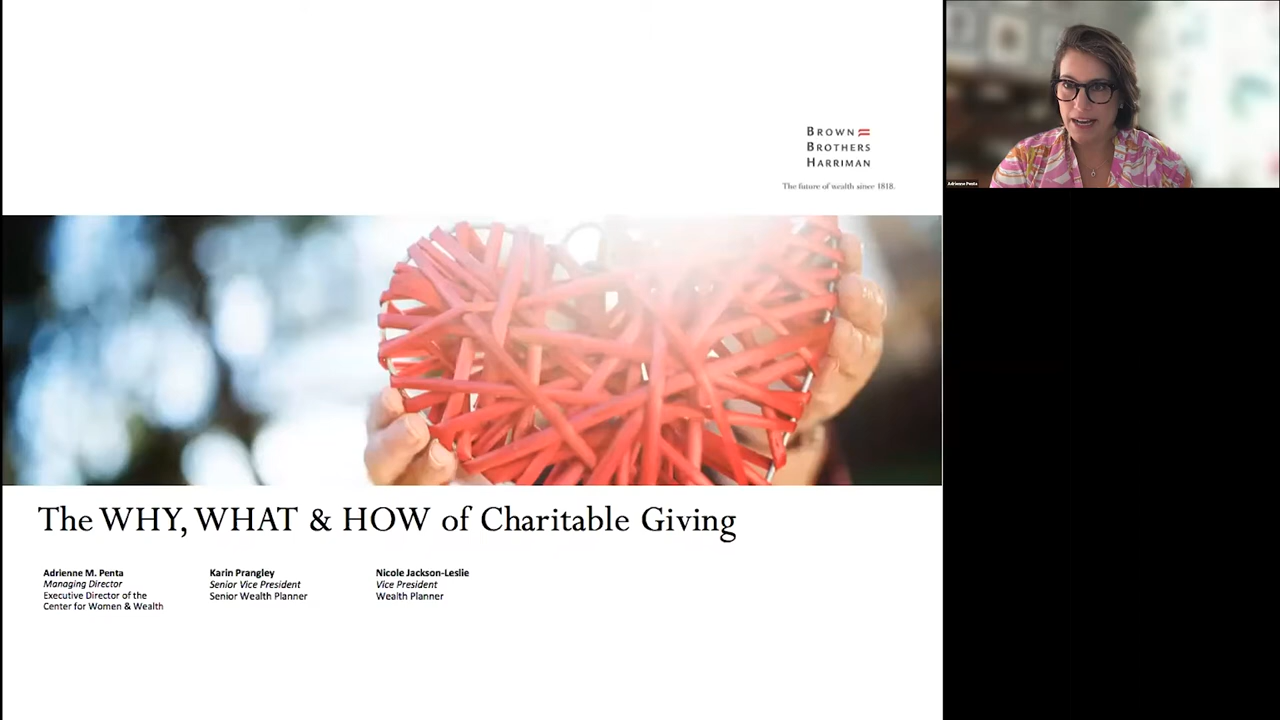 BROWN
BROTHERS
HARRIMAN
The future of wealth since 1818.
Adrienne Penta
The WHY, WHAT & HOW of Charitable Giving
Adrienne M. Penta
Managing Director
Executive Director of the
Center for Women & Wealth
Karin Prangley
Senior Vice President
Senior Wealth Planner
Nicole Jackson-Leslie
Vice President
Wealth Planner